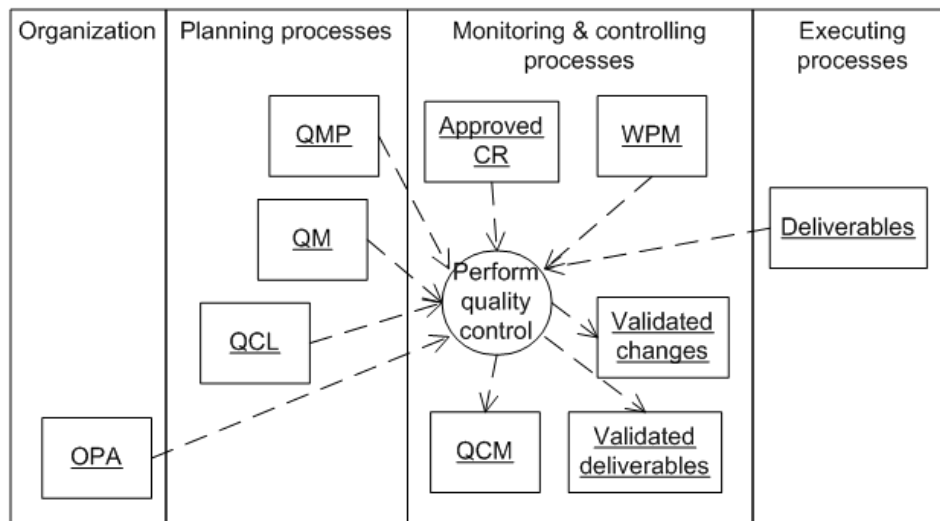 Organization
Planning processes
Monitoring & controlling
processes
Executing
processes
QMP
Approved
CR
WPM
QM
Deliverables
Perform
quality
control
QCL
Validated
changes
OPA
QCM
Validated
deliverables